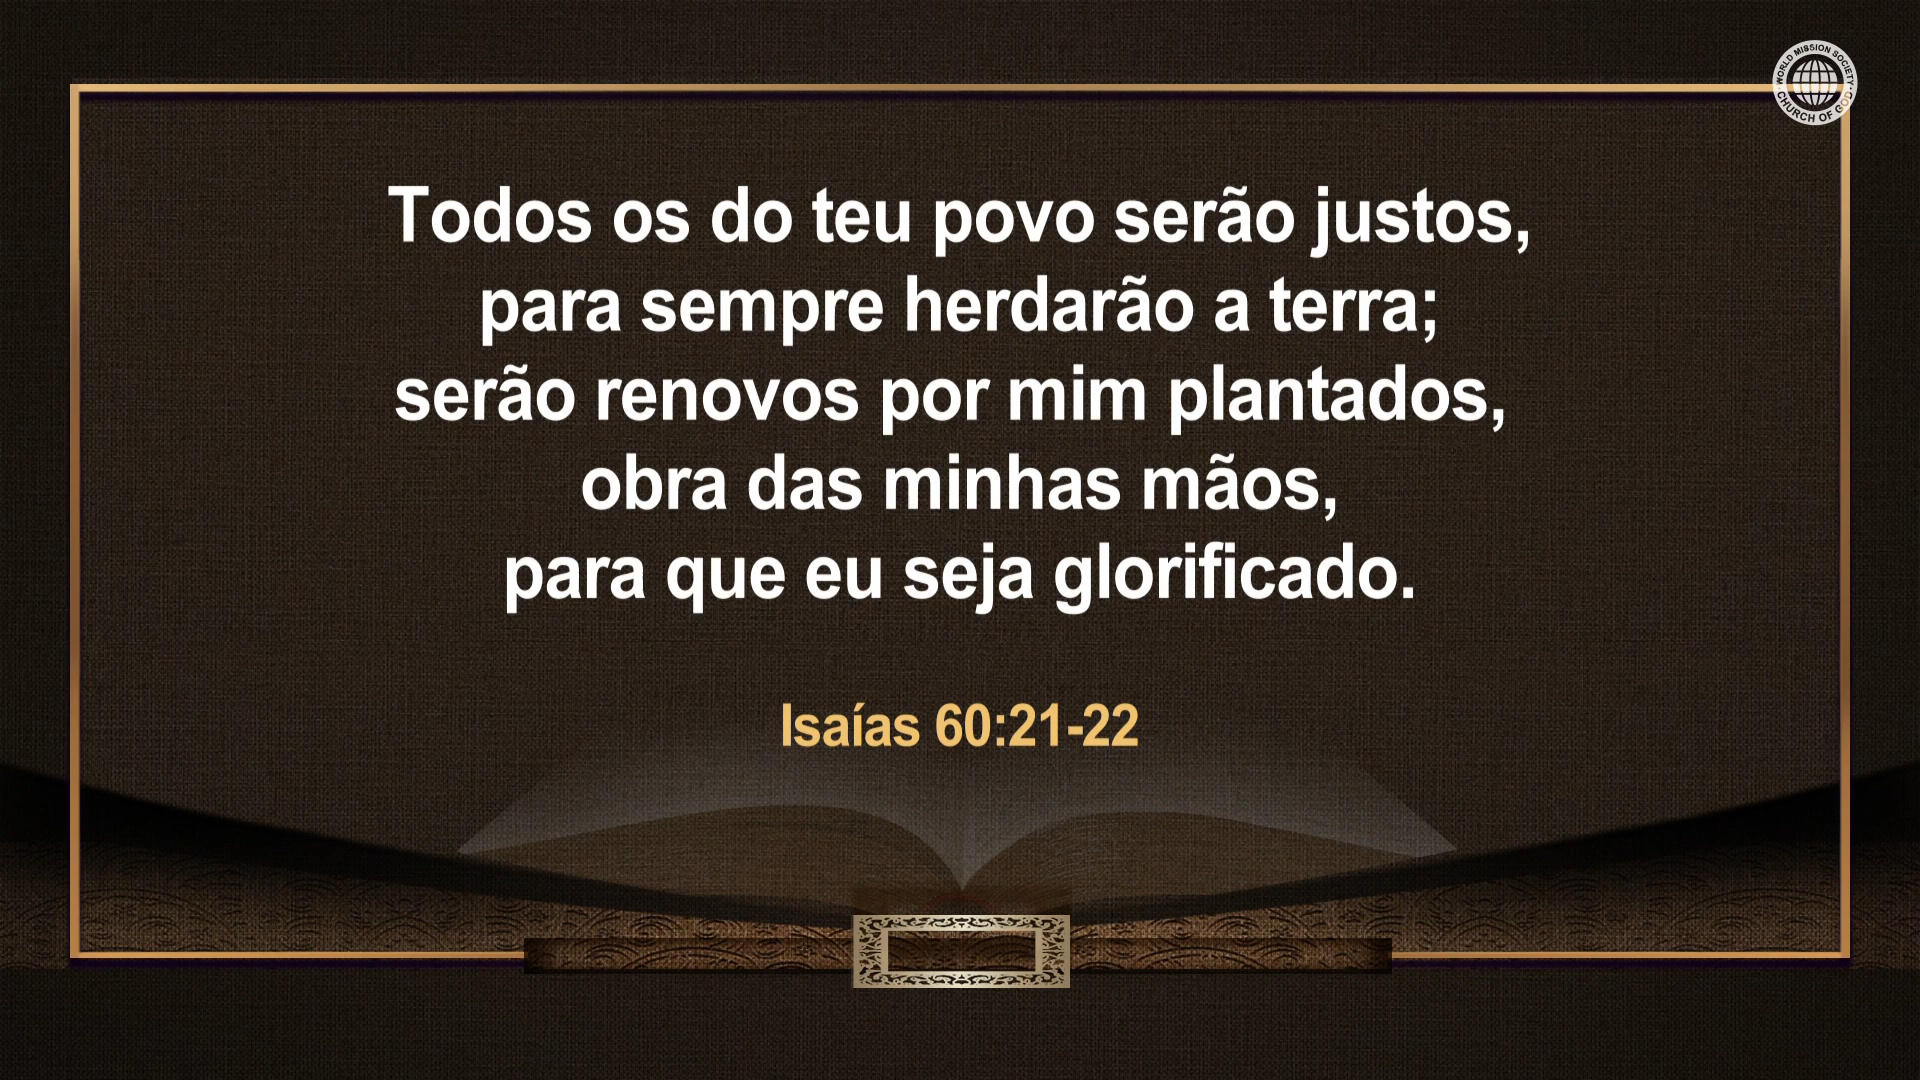 WORLD MISSION SOCIETY
CHURCH OF GOD
Todos os do teu povo serão justos,
para sempre herdarão a terra;
serão renovos por mim plantados,
obra das minhas mãos,
para que eu seja glorificado.
Isaías 60:21-22